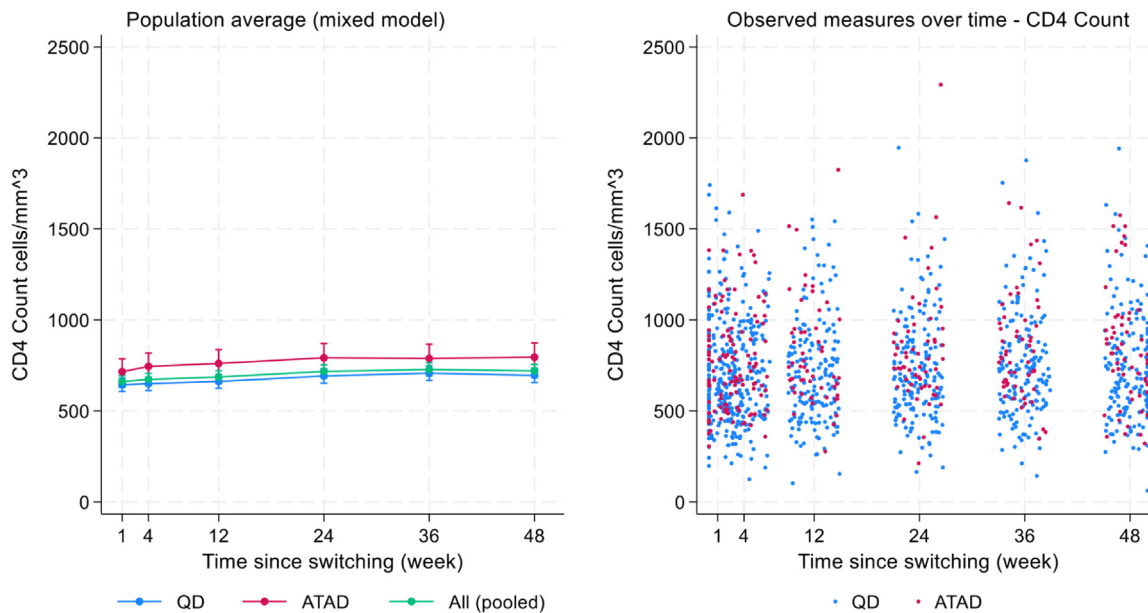 Population average (mixed model)
2500
2000
1500
1000
500
0
CD4 Count cells/mm^3
1 4 12 24 36 48
Time since switching (week)
QD ATAD All (pooled)
Observed measures over time - CD4 Count
2500
2000
1500
1000
500
0
CD4 Count cells/mm^3
1 4 12 24 36 48
Time since switching (week)
QD ATAD